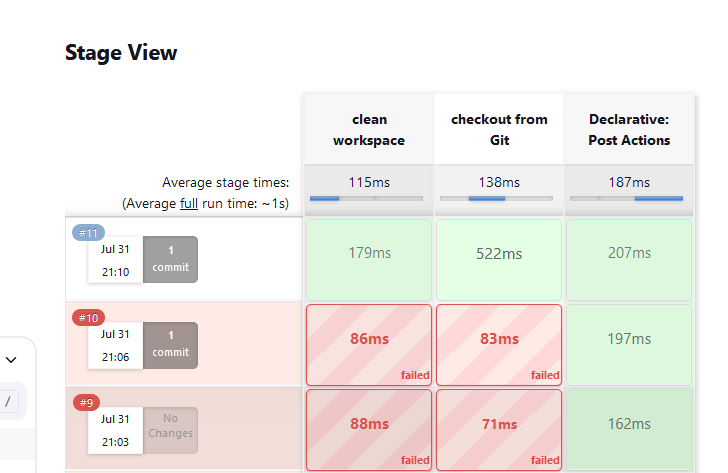 Stage View
clean
workspace
checkout from
Git
Declarative:
Post Actions
Average stage times:
(Average full run time: ~1s)
115ms
138ms
187ms
#11
Jul 31
21:10
1
commit
179ms
522ms
207ms
#10
Jul 31
21:06
1
commit
86ms
failed
83ms
failed
197ms
#9
Jul 31
21:03
No
Changes
88ms
failed
71ms
failed
162ms
/